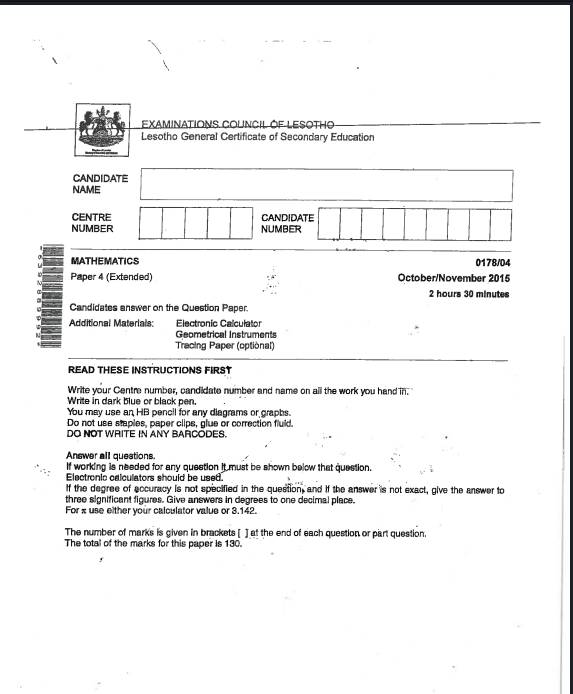 EXAMINATIONS COUNCIL OF LESOTHO
Lesotho General Certificate of Secondary Education
CANDIDATE
NAME
CENTRE
NUMBER
CANDIDATE
NUMBER
MATHEMATICS
0178/04
Paper 4 (Extended)
October/November 2015
2 hours 30 minutes
Candidates answer on the Question Paper.
Additional Materials: Electronic Calculator
Geometrical Instruments
Tracing Paper (optional)
READ THESE INSTRUCTIONS FIRST
Write your Centre number, candidate number and name on all the work you hand in.
Write in dark blue or black pen.
You may use an HB pencil for any diagrams or graphs.
Do not use staples, paper clips, glue or correction fluid.
DO NOT WRITE IN ANY BARCODES.
Answer all questions.
If working is needed for any question it must be shown below that question.
Electronic calculators should be used.
If the degree of accuracy is not specified in the question, and if the answer is not exact, give the answer to
three significant figures. Give answers in degrees to one decimal place.
For π use either your calculator value or 3.142.
The number of marks is given in brackets [ ] at the end of each question or part question.
The total of the marks for this paper is 130.